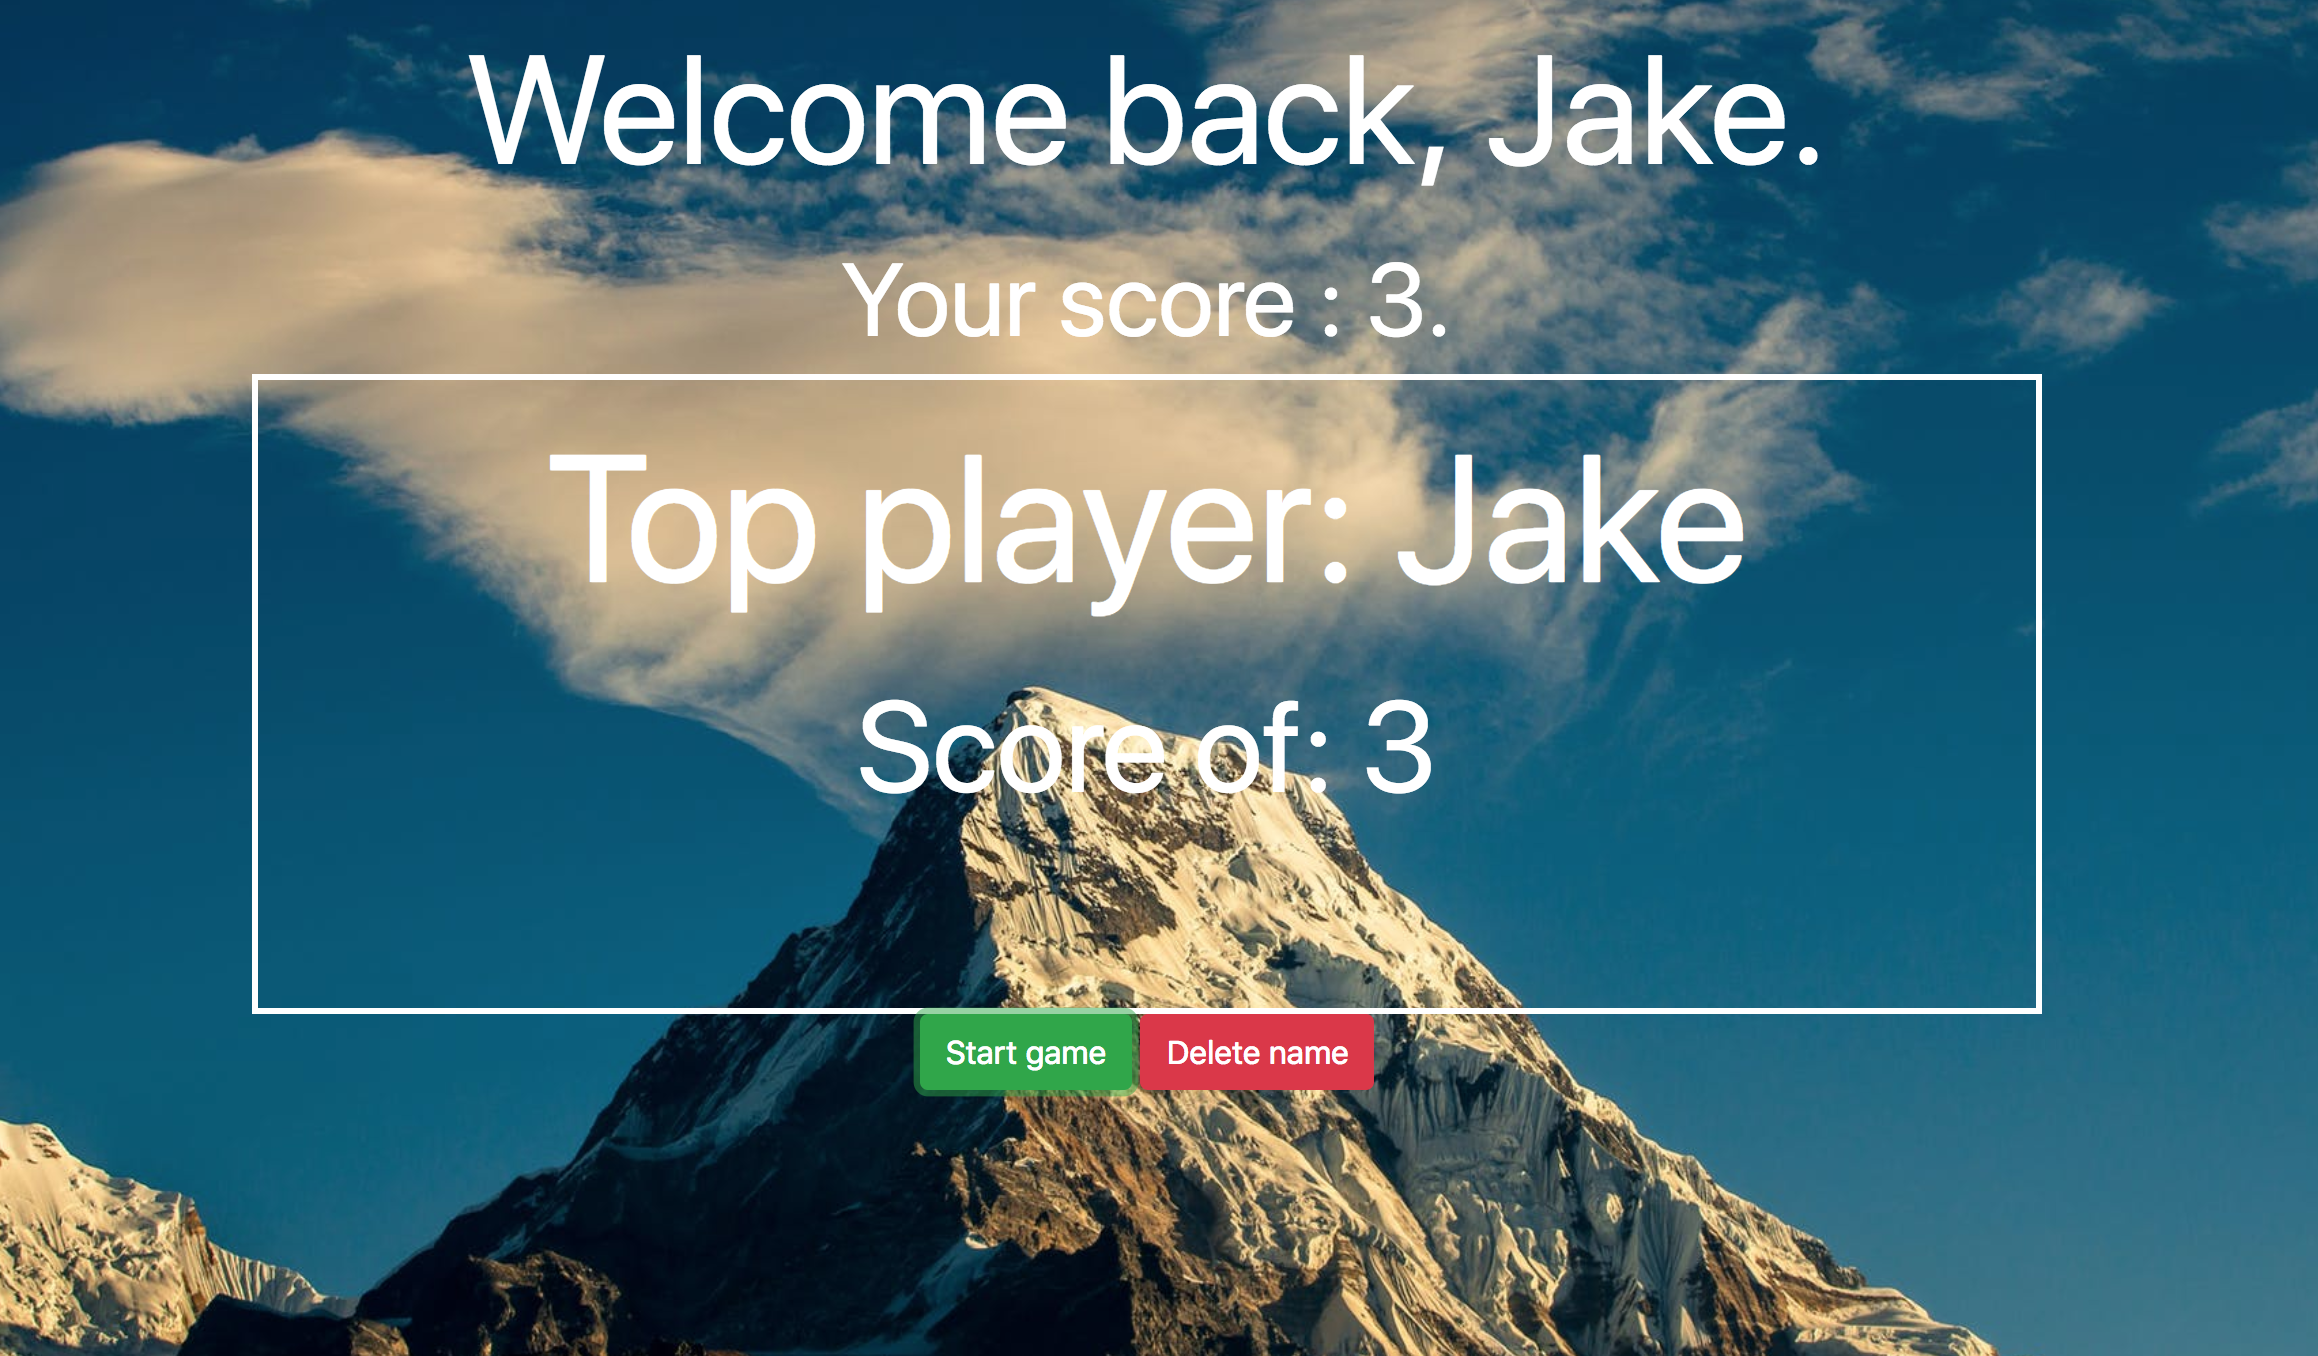 Welcome back, Jake.
Your score : 3.
Top player: Jake
Score of: 3
Start game
Delete name